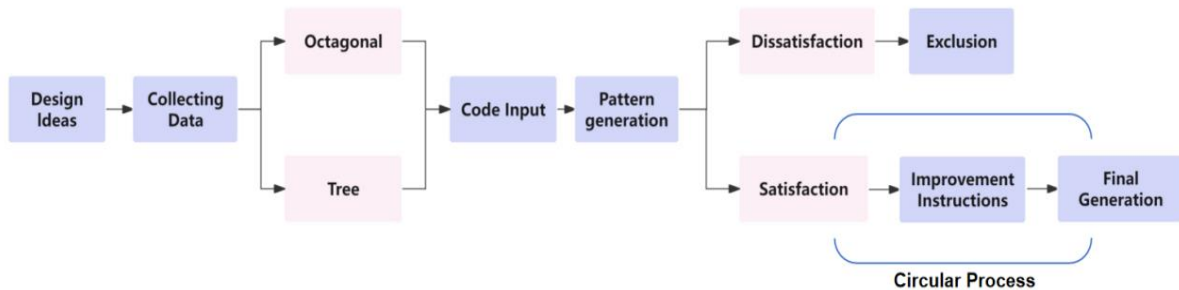 Design
Ideas
Collecting
Data
Octagonal
Tree
Code Input
Pattern
generation
Dissatisfaction
Exclusion
Satisfaction
Improvement
Instructions
Final
Generation
Circular Process